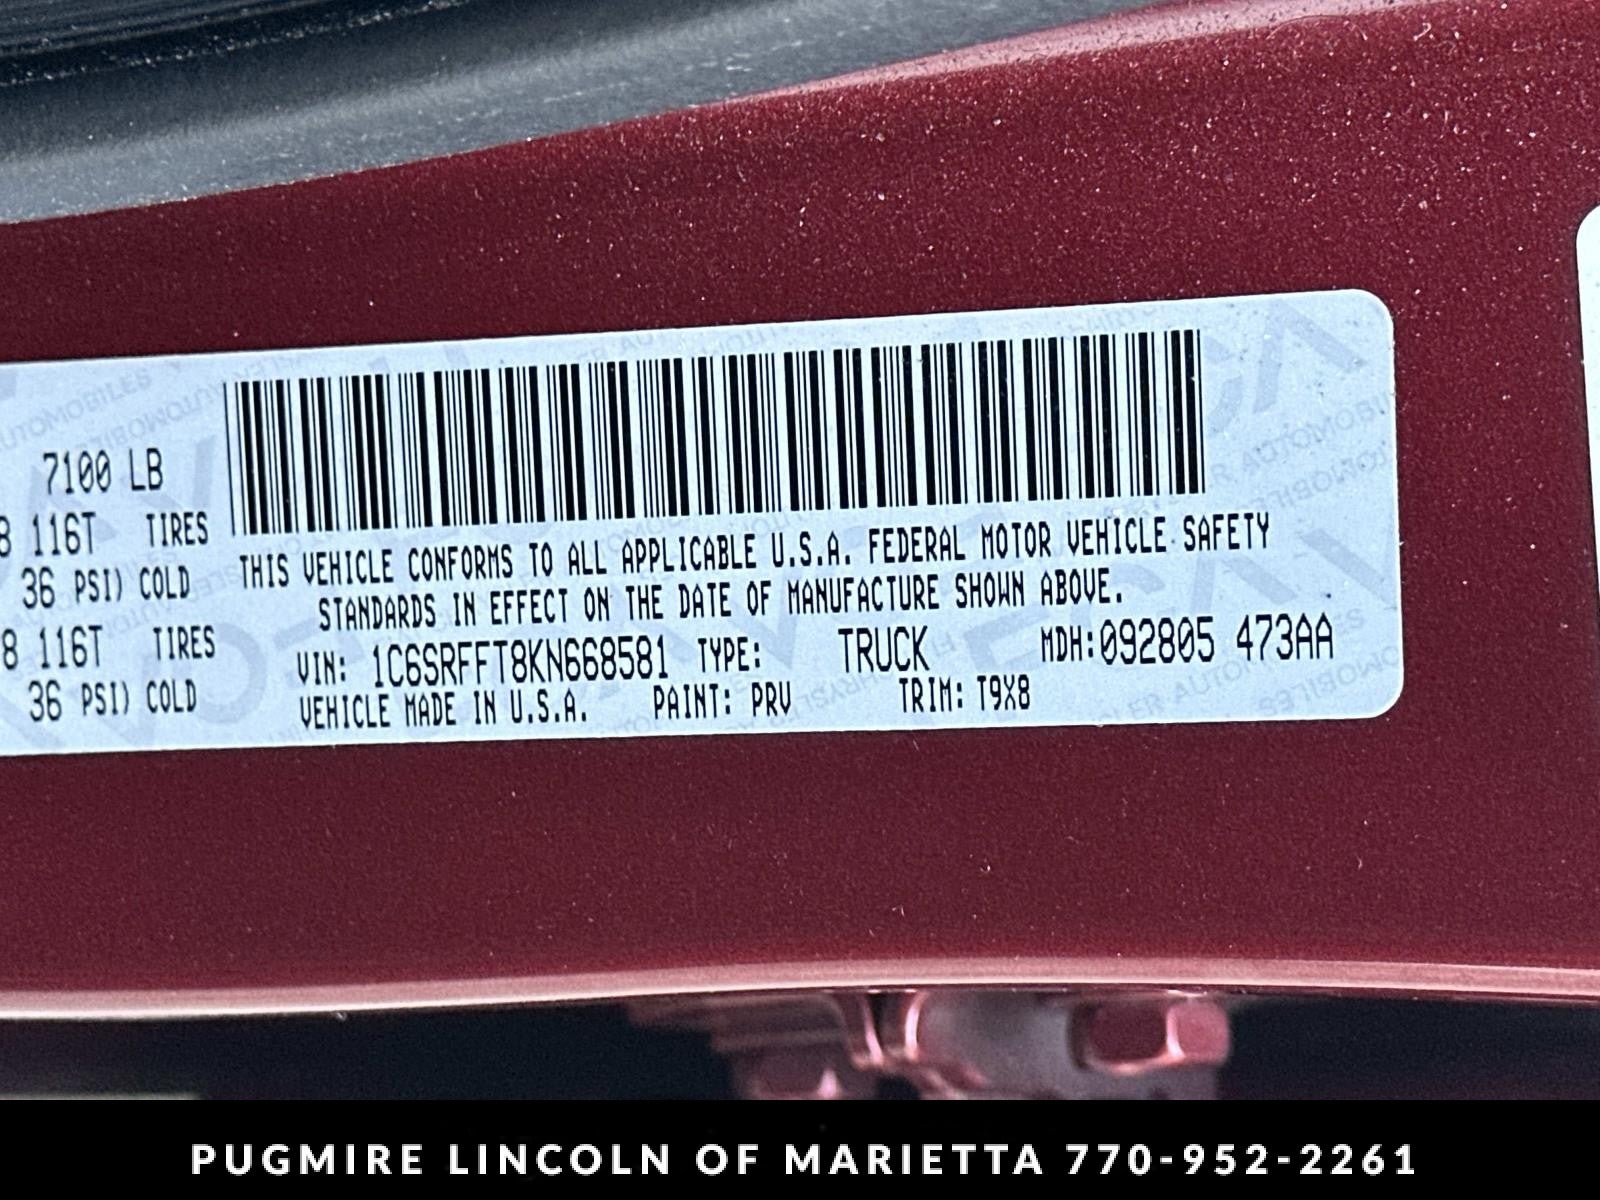 7100 LB
8 116T TIRES
36 PSI) COLD
8 116T TIRES
36 PSI) COLD
THIS VEHICLE CONFORMS TO ALL APPLICABLE U.S.A. FEDERAL MOTOR VEHICLE SAFETY
STANDARDS IN EFFECT ON THE DATE OF MANUFACTURE SHOWN ABOVE.
VIN: 1C6SRFFT8KN668581 TYPE: TRUCK MDH:092805 473AA
VEHICLE MADE IN U.S.A. PAINT: PRV TRIM: T9X8
PUGMIRE LINCOLN OF MARIETTA 770-952-2261